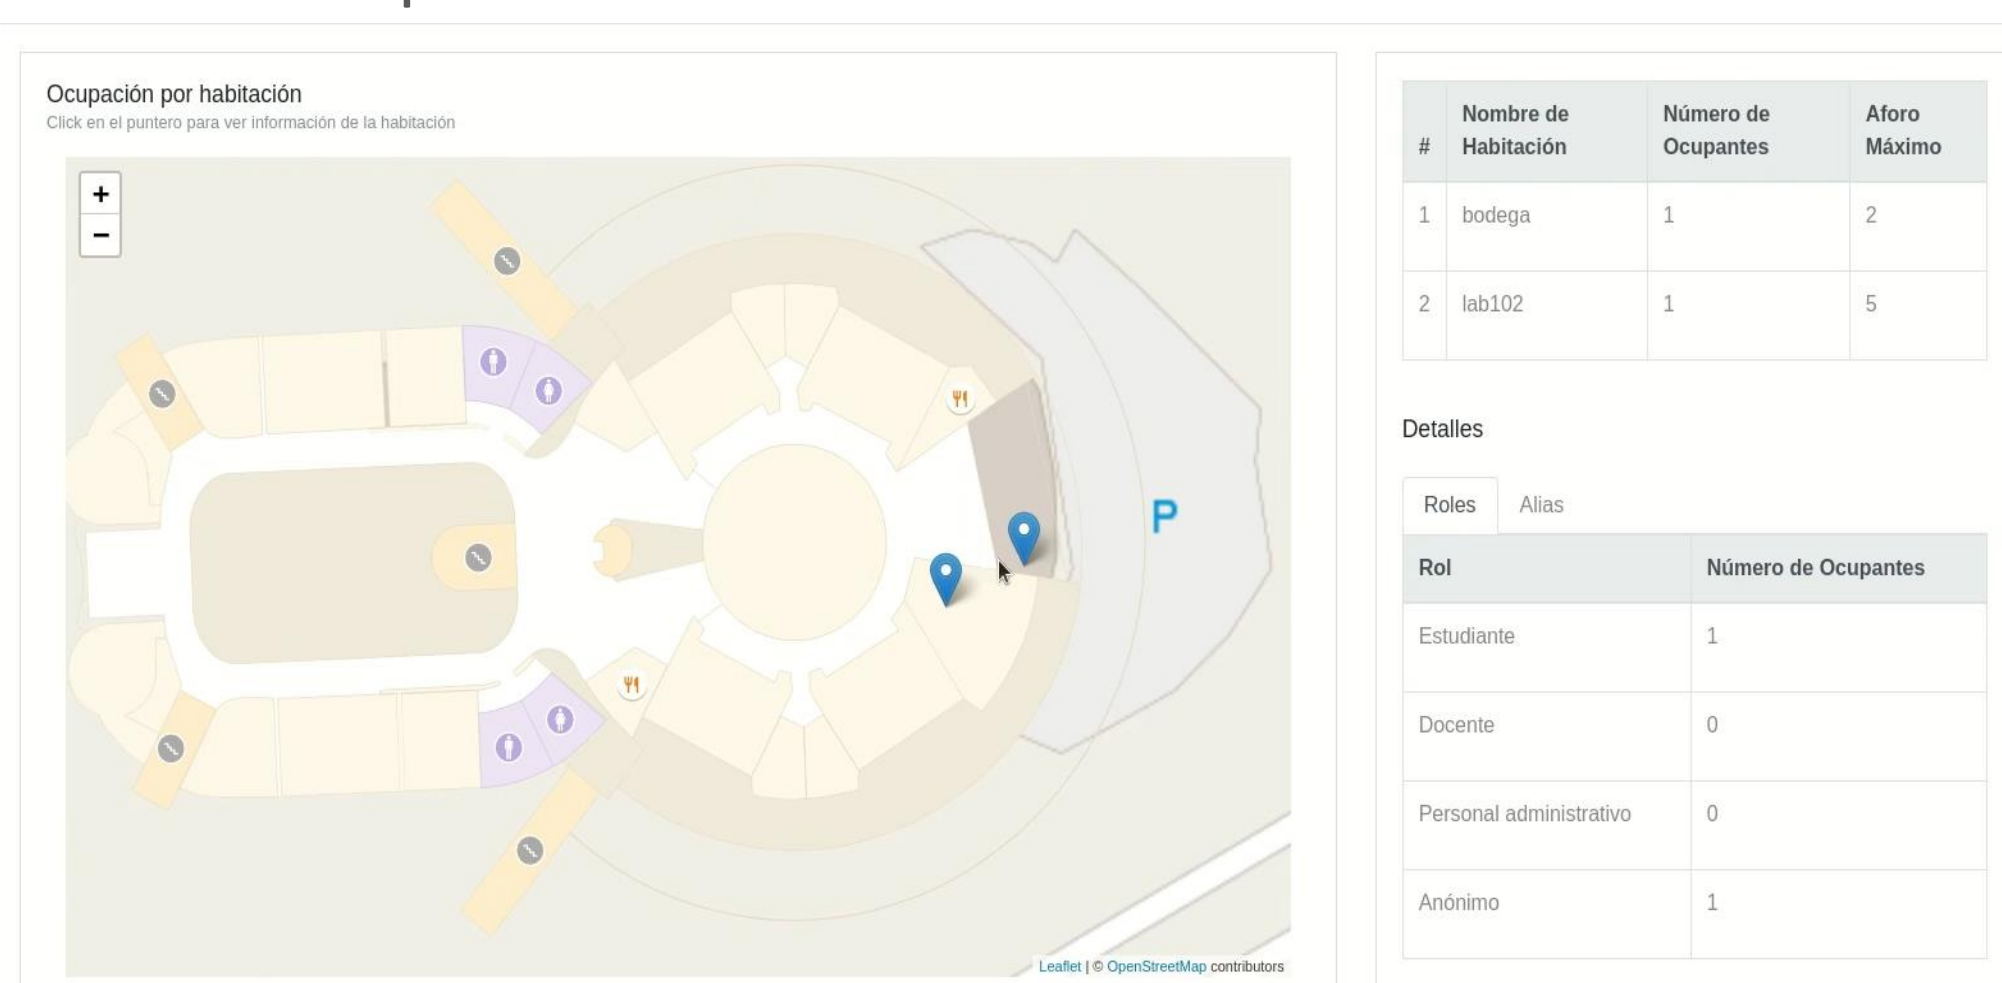 Ocupación por habitación
Click en el puntero para ver información de la habitación
+
−
P
Leaflet | © OpenStreetMap contributors
# Nombre de Habitación Número de Ocupantes Aforo Máximo
1 bodega 1 2
2 lab102 1 5
Detalles
Roles Alias
Rol Número de Ocupantes
Estudiante 1
Docente 0
Personal administrativo 0
Anónimo 1